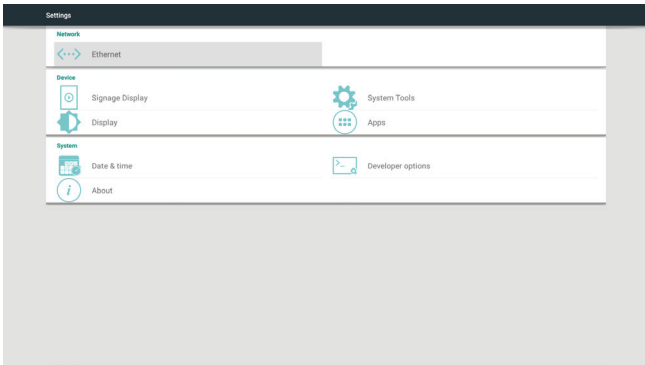 Settings
Network
Ethernet
Device
Signage Display
System Tools
Display
Apps
System
Date & time
Developer options
About